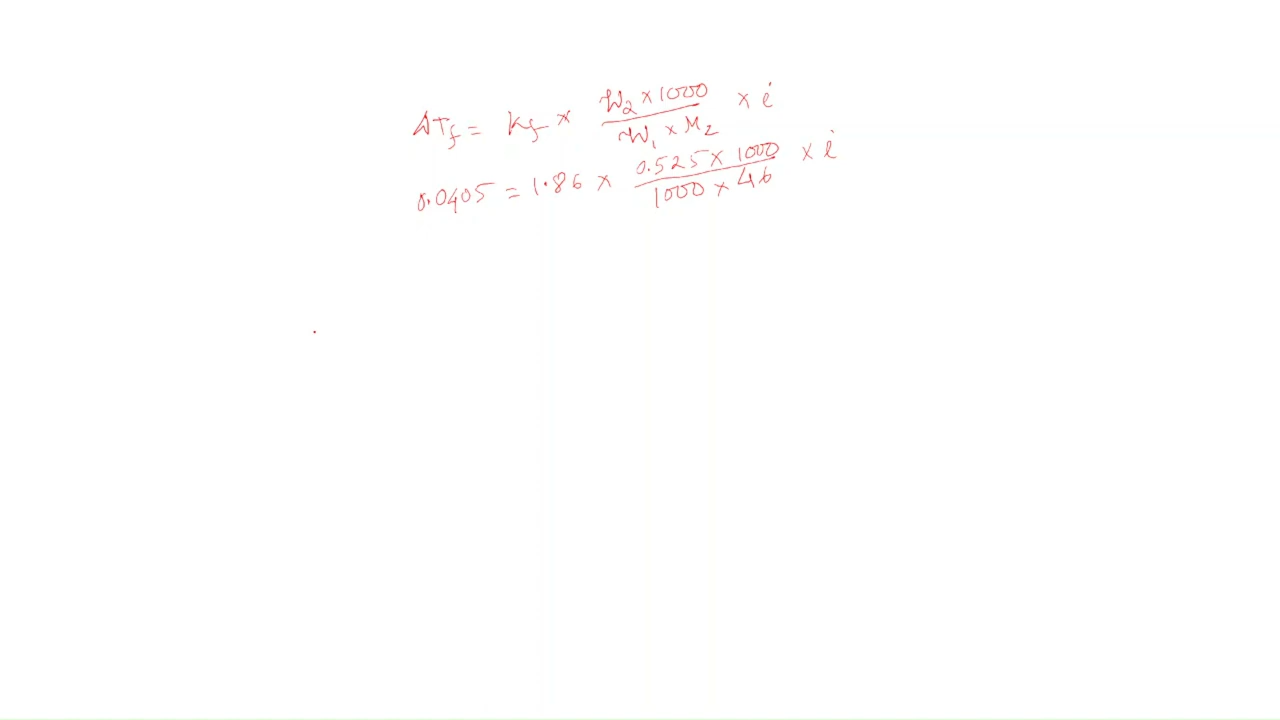 ΔTf = Kf × (W2 × 1000)/(W1 × M2) × i
0.0405 = 1.86 × (0.525 × 1000)/(1000 × 46) × i